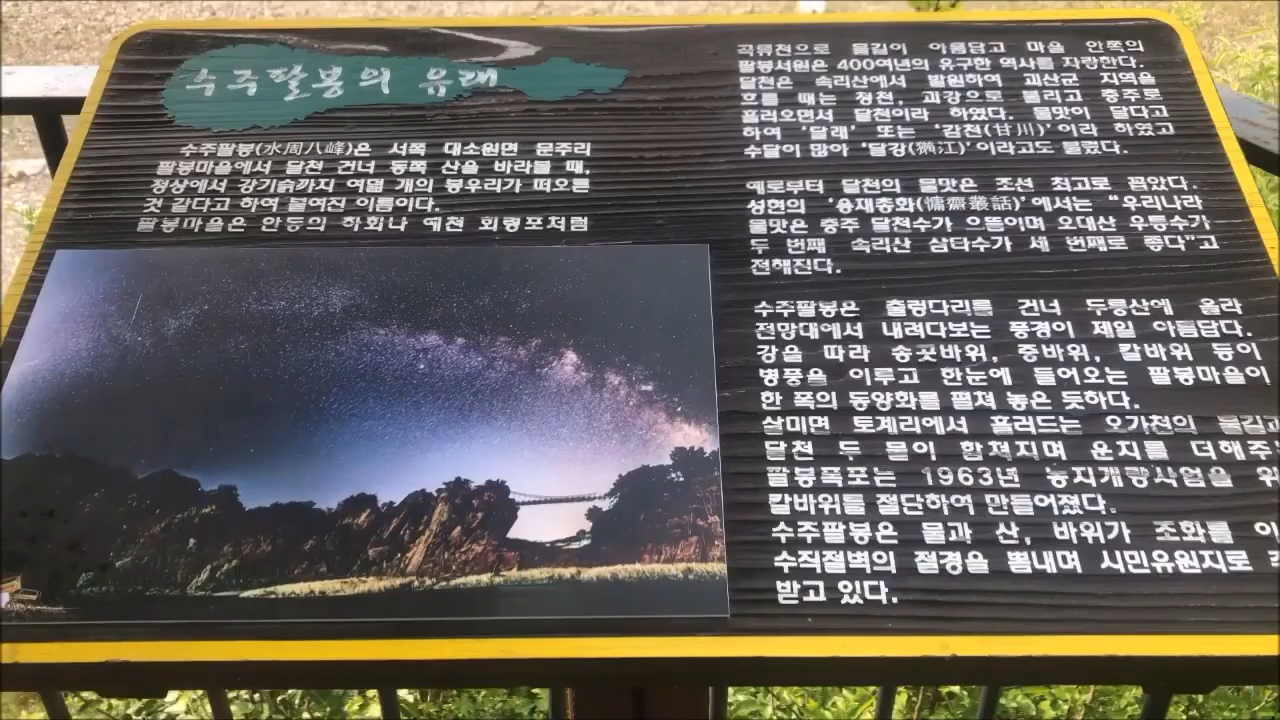 수주팔봉의 유래
수주팔봉(水周八峰)은 서쪽 대소원면 문주리
팔봉마을에서 달천 건너 동쪽 산을 바라볼 때,
정상에서 강기슭까지 여덟 개의 봉우리가 떠오른
것 같다고 하여 붙여진 이름이다.
팔봉마을은 안동의 하회나 예천 회령포처럼
곡류천으로 물길이 아름답고 마을 안쪽의
팔봉서원은 400여년의 유구한 역사를 자랑한다.
달천은 속리산에서 발원하여 괴산군 지역을
흐를 때는 청천, 괴강으로 불리고 충주로
흘러오면서 달천이라 하였다. 물맛이 달다고
하여 '달래' 또는 '감천(甘川)'이라 하였고
수달이 많아 '달강(獺江)'이라고도 불렸다.
예로부터 달천의 물맛은 조선 최고로 꼽았다.
성현의 '용재총화(慵齋叢話)'에서는 "우리나라
물맛은 충주 달천수가 으뜸이며 오대산 우통수가
두 번째 속리산 삼타수가 세 번째로 좋다"고
전해진다.
수주팔봉은 출렁다리를 건너 두룽산에 올라
전망대에서 내려다보는 풍경이 제일 아름답다.
강을 따라 송곳바위, 중바위, 칼바위 등이
병풍을 이루고 한눈에 들어오는 팔봉마을이
한 폭의 동양화를 펼쳐 놓은 듯하다.
살미면 토계리에서 흘러드는 오가천의 물길과
달천 두 물이 합쳐지며 운치를 더해주
팔봉폭포는 1963년 농지개량사업을 위
칼바위를 절단하여 만들어졌다.
수주팔봉은 물과 산, 바위가 조화를 이
수직절벽의 절경을 뽐내며 시민유원지로
받고 있다.